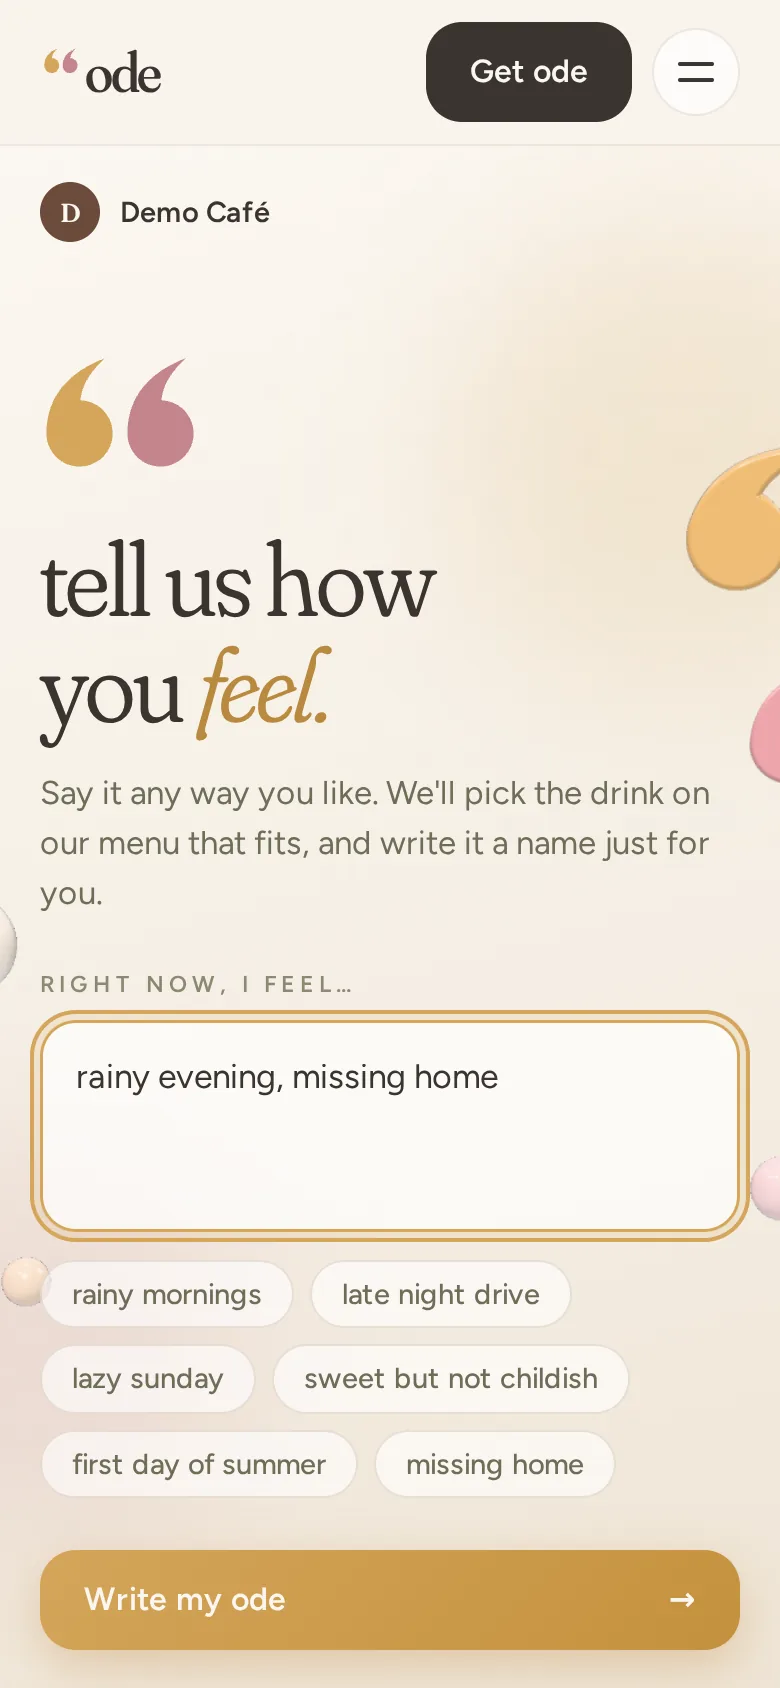 ode
Get ode
D
Demo Café
tell us how
you feel.
Say it any way you like. We'll pick the drink on
our menu that fits, and write it a name just for
you.
RIGHT NOW, I FEEL…
rainy evening, missing home
rainy mornings
late night drive
lazy sunday
sweet but not childish
first day of summer
missing home
Write my ode →